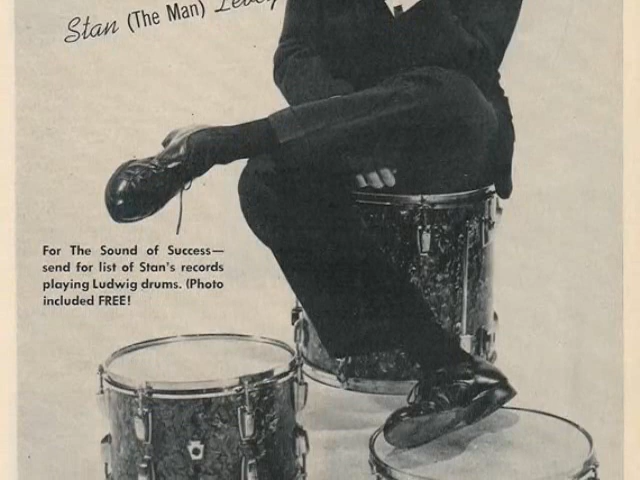 Stan (The Man) Levey
For The Sound of Success—
send for list of Stan's records
playing Ludwig drums. (Photo
included FREE!